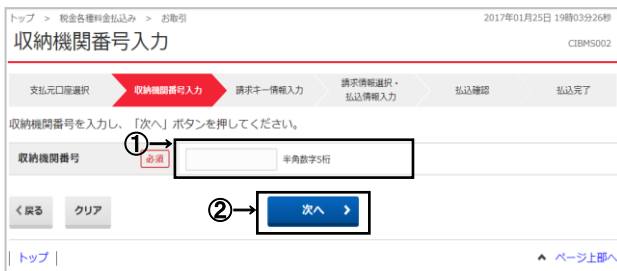 トップ > 税金各種料金払込み > お取引
2017年01月25日 19時03分26秒
収納機関番号入力
CIBMS002
支払元口座選択 収納機関番号入力 請求キー情報入力 請求情報選択・払込情報入力 払込確認 払込完了
収納機関番号を入力し、「次へ」ボタンを押してください。
①→
収納機関番号 必須 半角数字5桁
く戻る クリア ②→ 次へ >
| トップ | ページ上部へ